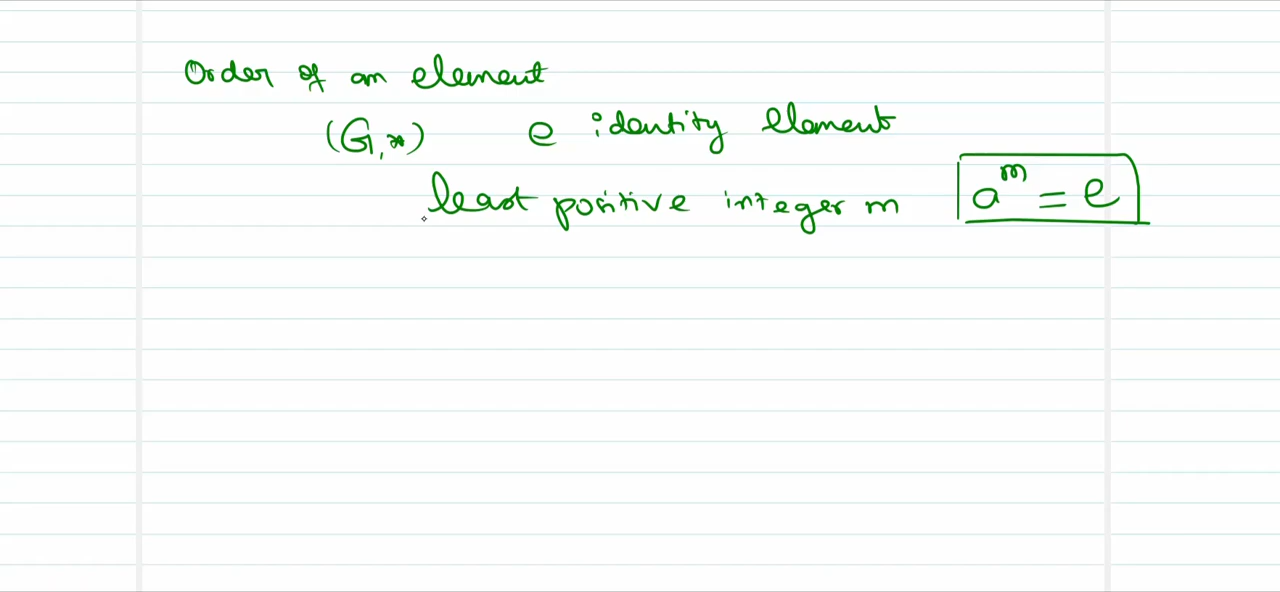 Order of an element
(G,*) e identity element
least positive integer m a^m = e